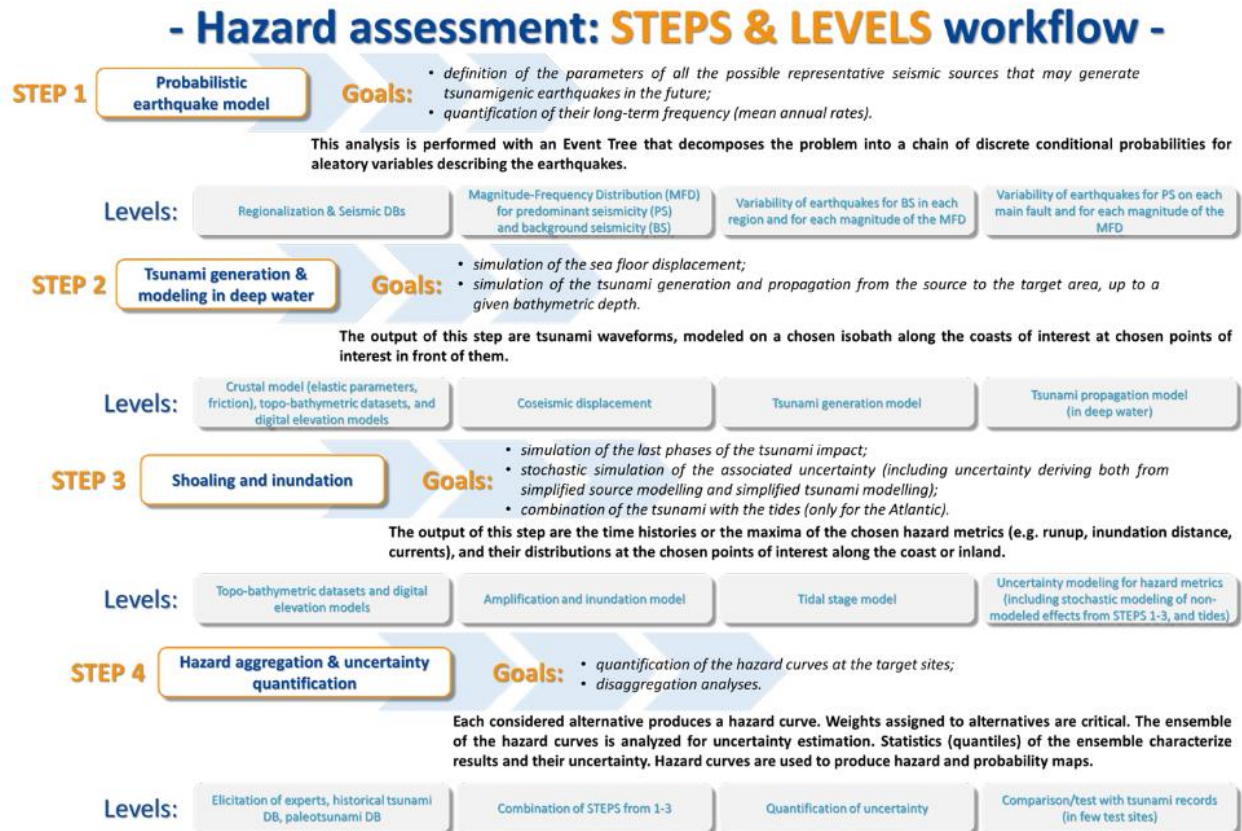 - Hazard assessment: STEPS & LEVELS workflow -
STEP 1
Probabilistic
earthquake model
Goals:
• definition of the parameters of all the possible representative seismic sources that may generate
tsunamigenic earthquakes in the future;
• quantification of their long-term frequency (mean annual rates).
This analysis is performed with an Event Tree that decomposes the problem into a chain of discrete conditional probabilities for
aleatory variables describing the earthquakes.
Levels:
Regionalization & Seismic DBs
Magnitude-Frequency Distribution (MFD)
for predominant seismicity (PS)
and background seismicity (BS)
Variability of earthquakes for BS in each
region and for each magnitude of the MFD
Variability of earthquakes for PS on each
main fault and for each magnitude of the
MFD
STEP 2
Tsunami generation &
modeling in deep water
Goals:
• simulation of the sea floor displacement;
• simulation of the tsunami generation and propagation from the source to the target area, up to a
given bathymetric depth.
The output of this step are tsunami waveforms, modeled on a chosen isobath along the coasts of interest at chosen points of
interest in front of them.
Levels:
Crustal model (elastic parameters,
friction), topo-bathymetric datasets, and
digital elevation models
Coseismic displacement
Tsunami generation model
Tsunami propagation model
(in deep water)
STEP 3
Shoaling and inundation
Goals:
• simulation of the last phases of the tsunami impact;
• stochastic simulation of the associated uncertainty (including uncertainty deriving both from
simplified source modelling and simplified tsunami modelling);
• combination of the tsunami with the tides (only for the Atlantic).
The output of this step are the time histories or the maxima of the chosen hazard metrics (e.g. runup, inundation distance,
currents), and their distributions at the chosen points of interest along the coast or inland.
Levels:
Topo-bathymetric datasets and digital
elevation models
Amplification and inundation model
Tidal stage model
Uncertainty modeling for hazard metrics
(including stochastic modeling of non-
modeled effects from STEPS 1-3, and tides)
STEP 4
Hazard aggregation & uncertainty
quantification
Goals:
• quantification of the hazard curves at the target sites;
• disaggregation analyses.
Each considered alternative produces a hazard curve. Weights assigned to alternatives are critical. The ensemble
of the hazard curves is analyzed for uncertainty estimation. Statistics (quantiles) of the ensemble characterize
results and their uncertainty. Hazard curves are used to produce hazard and probability maps.
Levels:
Elicitation of experts, historical tsunami
DB, paleotsunami DB
Combination of STEPS from 1-3
Quantification of uncertainty
Comparison/test with tsunami records
(in few test sites)